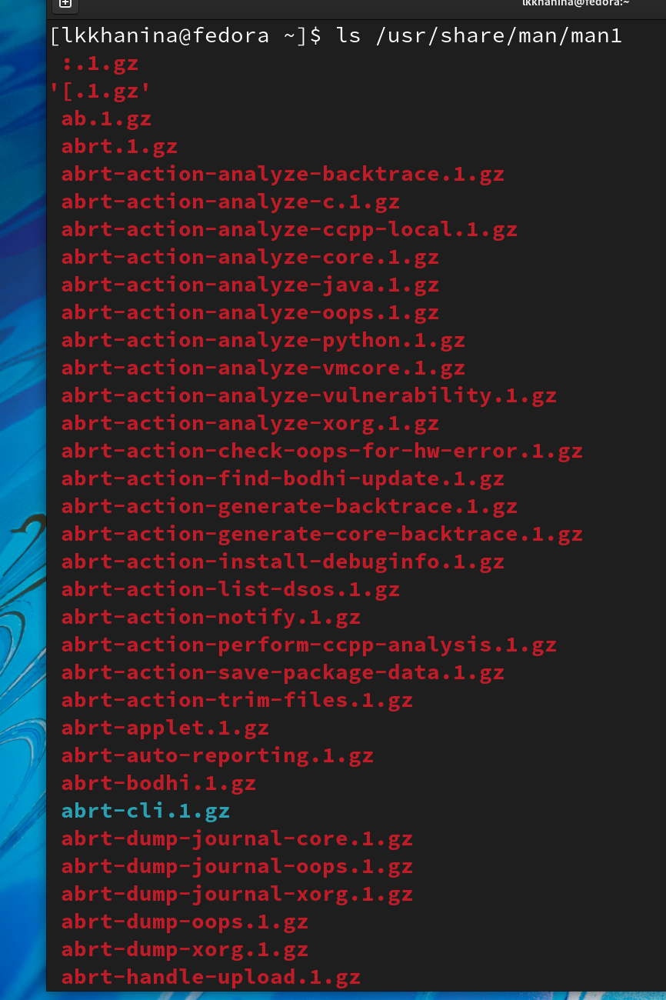 lkkhanina@fedora:~
[lkkhanina@fedora ~]$ ls /usr/share/man/man1
:.1.gz
'[.1.gz'
ab.1.gz
abrt.1.gz
abrt-action-analyze-backtrace.1.gz
abrt-action-analyze-c.1.gz
abrt-action-analyze-ccpp-local.1.gz
abrt-action-analyze-core.1.gz
abrt-action-analyze-java.1.gz
abrt-action-analyze-oops.1.gz
abrt-action-analyze-python.1.gz
abrt-action-analyze-vmcore.1.gz
abrt-action-analyze-vulnerability.1.gz
abrt-action-analyze-xorg.1.gz
abrt-action-check-oops-for-hw-error.1.gz
abrt-action-find-bodhi-update.1.gz
abrt-action-generate-backtrace.1.gz
abrt-action-generate-core-backtrace.1.gz
abrt-action-install-debuginfo.1.gz
abrt-action-list-dsos.1.gz
abrt-action-notify.1.gz
abrt-action-perform-ccpp-analysis.1.gz
abrt-action-save-package-data.1.gz
abrt-action-trim-files.1.gz
abrt-applet.1.gz
abrt-auto-reporting.1.gz
abrt-bodhi.1.gz
abrt-cli.1.gz
abrt-dump-journal-core.1.gz
abrt-dump-journal-oops.1.gz
abrt-dump-journal-xorg.1.gz
abrt-dump-oops.1.gz
abrt-dump-xorg.1.gz
abrt-handle-upload.1.gz